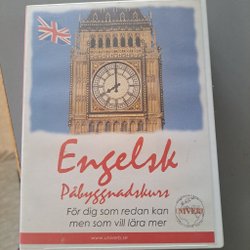 Engelsk
Påbyggnadskurs
För dig som redan kan
men som vill lära mer